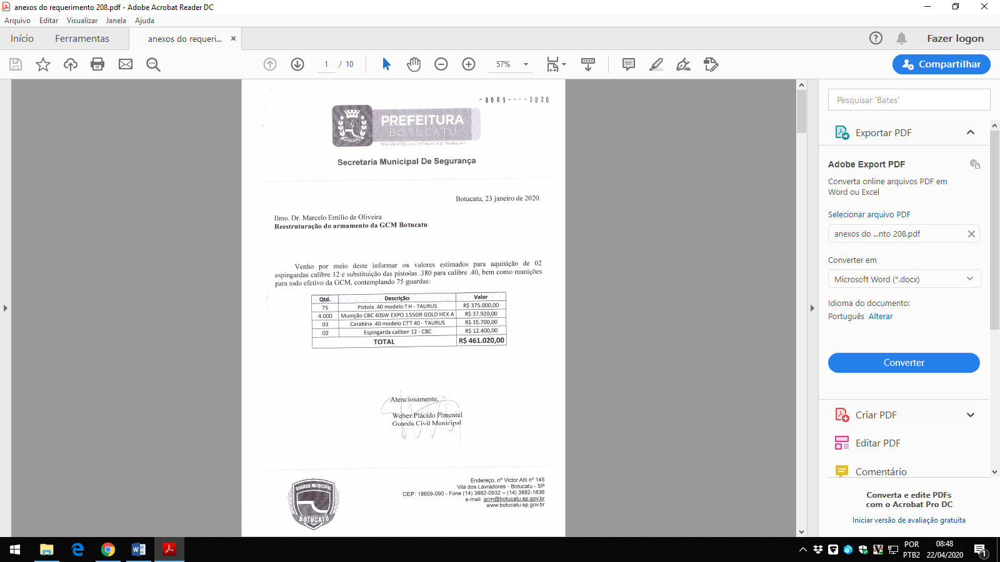 anexos do requerimento 208.pdf - Adobe Acrobat Reader DC
Arquivo Editar Visualizar Janela Ajuda
Início Ferramentas anexos do requeri... Fazer logon
1 / 10 57% Compartilhar
-8069----2020
PREFEITURA
BOTUCATU
TRANSPARÊNCIA, DIGNIDADE E TRABALHO
Secretaria Municipal De Segurança
Botucatu, 23 janeiro de 2020.
Ilmo. Dr. Marcelo Emílio de Oliveira
Reestruturação do armamento da GCM Botucatu
Venho por meio deste informar os valores estimados para aquisição de 02
espingardas calibre 12 e substituição das pistolas .380 para calibre .40, bem como munições
para todo efetivo da GCM, contemplando 75 guardas:
Qtd. Descrição Valor
75 Pistola .40 modelo TH - TAURUS R$ 375.000,00
4.000 Munição CBC 40SW EXPO 155GR GOLD HEX A R$ 37.920,00
03 Carabina .40 modelo CTT 40 - TAURUS R$ 35.700,00
02 Espingarda caliber 12 - CBC R$ 12.400,00
TOTAL R$ 461.020,00
Atenciosamente,
Weber Plácido Pimentel
Guarda Civil Municipal
GUARDA MUNICIPAL
BOTUCATU
Endereço, nº Victor Atti nº 145
Vila dos Lavradores - Botucatu - SP
CEP: 18609-090 - Fone (14) 3882-0932 – (14) 3882-1636
e-mail: gcm@botucatu.sp.gov.br
www.botucatu.sp.gov.br
Pesquisar 'Bates'
Exportar PDF
Adobe Export PDF
Converta online arquivos PDF em
Word ou Excel
Selecionar arquivo PDF
anexos do ...nto 208.pdf
Converter em
Microsoft Word (*.docx)
Idioma do documento:
Português Alterar
Converter
Criar PDF
Editar PDF
Comentário
Converta e edite PDFs
com o Acrobat Pro DC
Iniciar versão de avaliação gratuita
POR 08:48
PTB2 22/04/2020
1